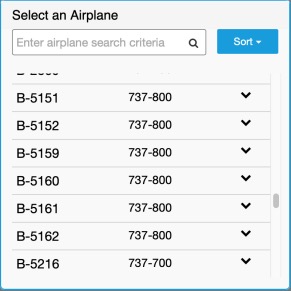 Select an Airplane
Enter airplane search criteria Sort
B-5151 737-800
B-5152 737-800
B-5159 737-800
B-5160 737-800
B-5161 737-800
B-5162 737-800
B-5216 737-700